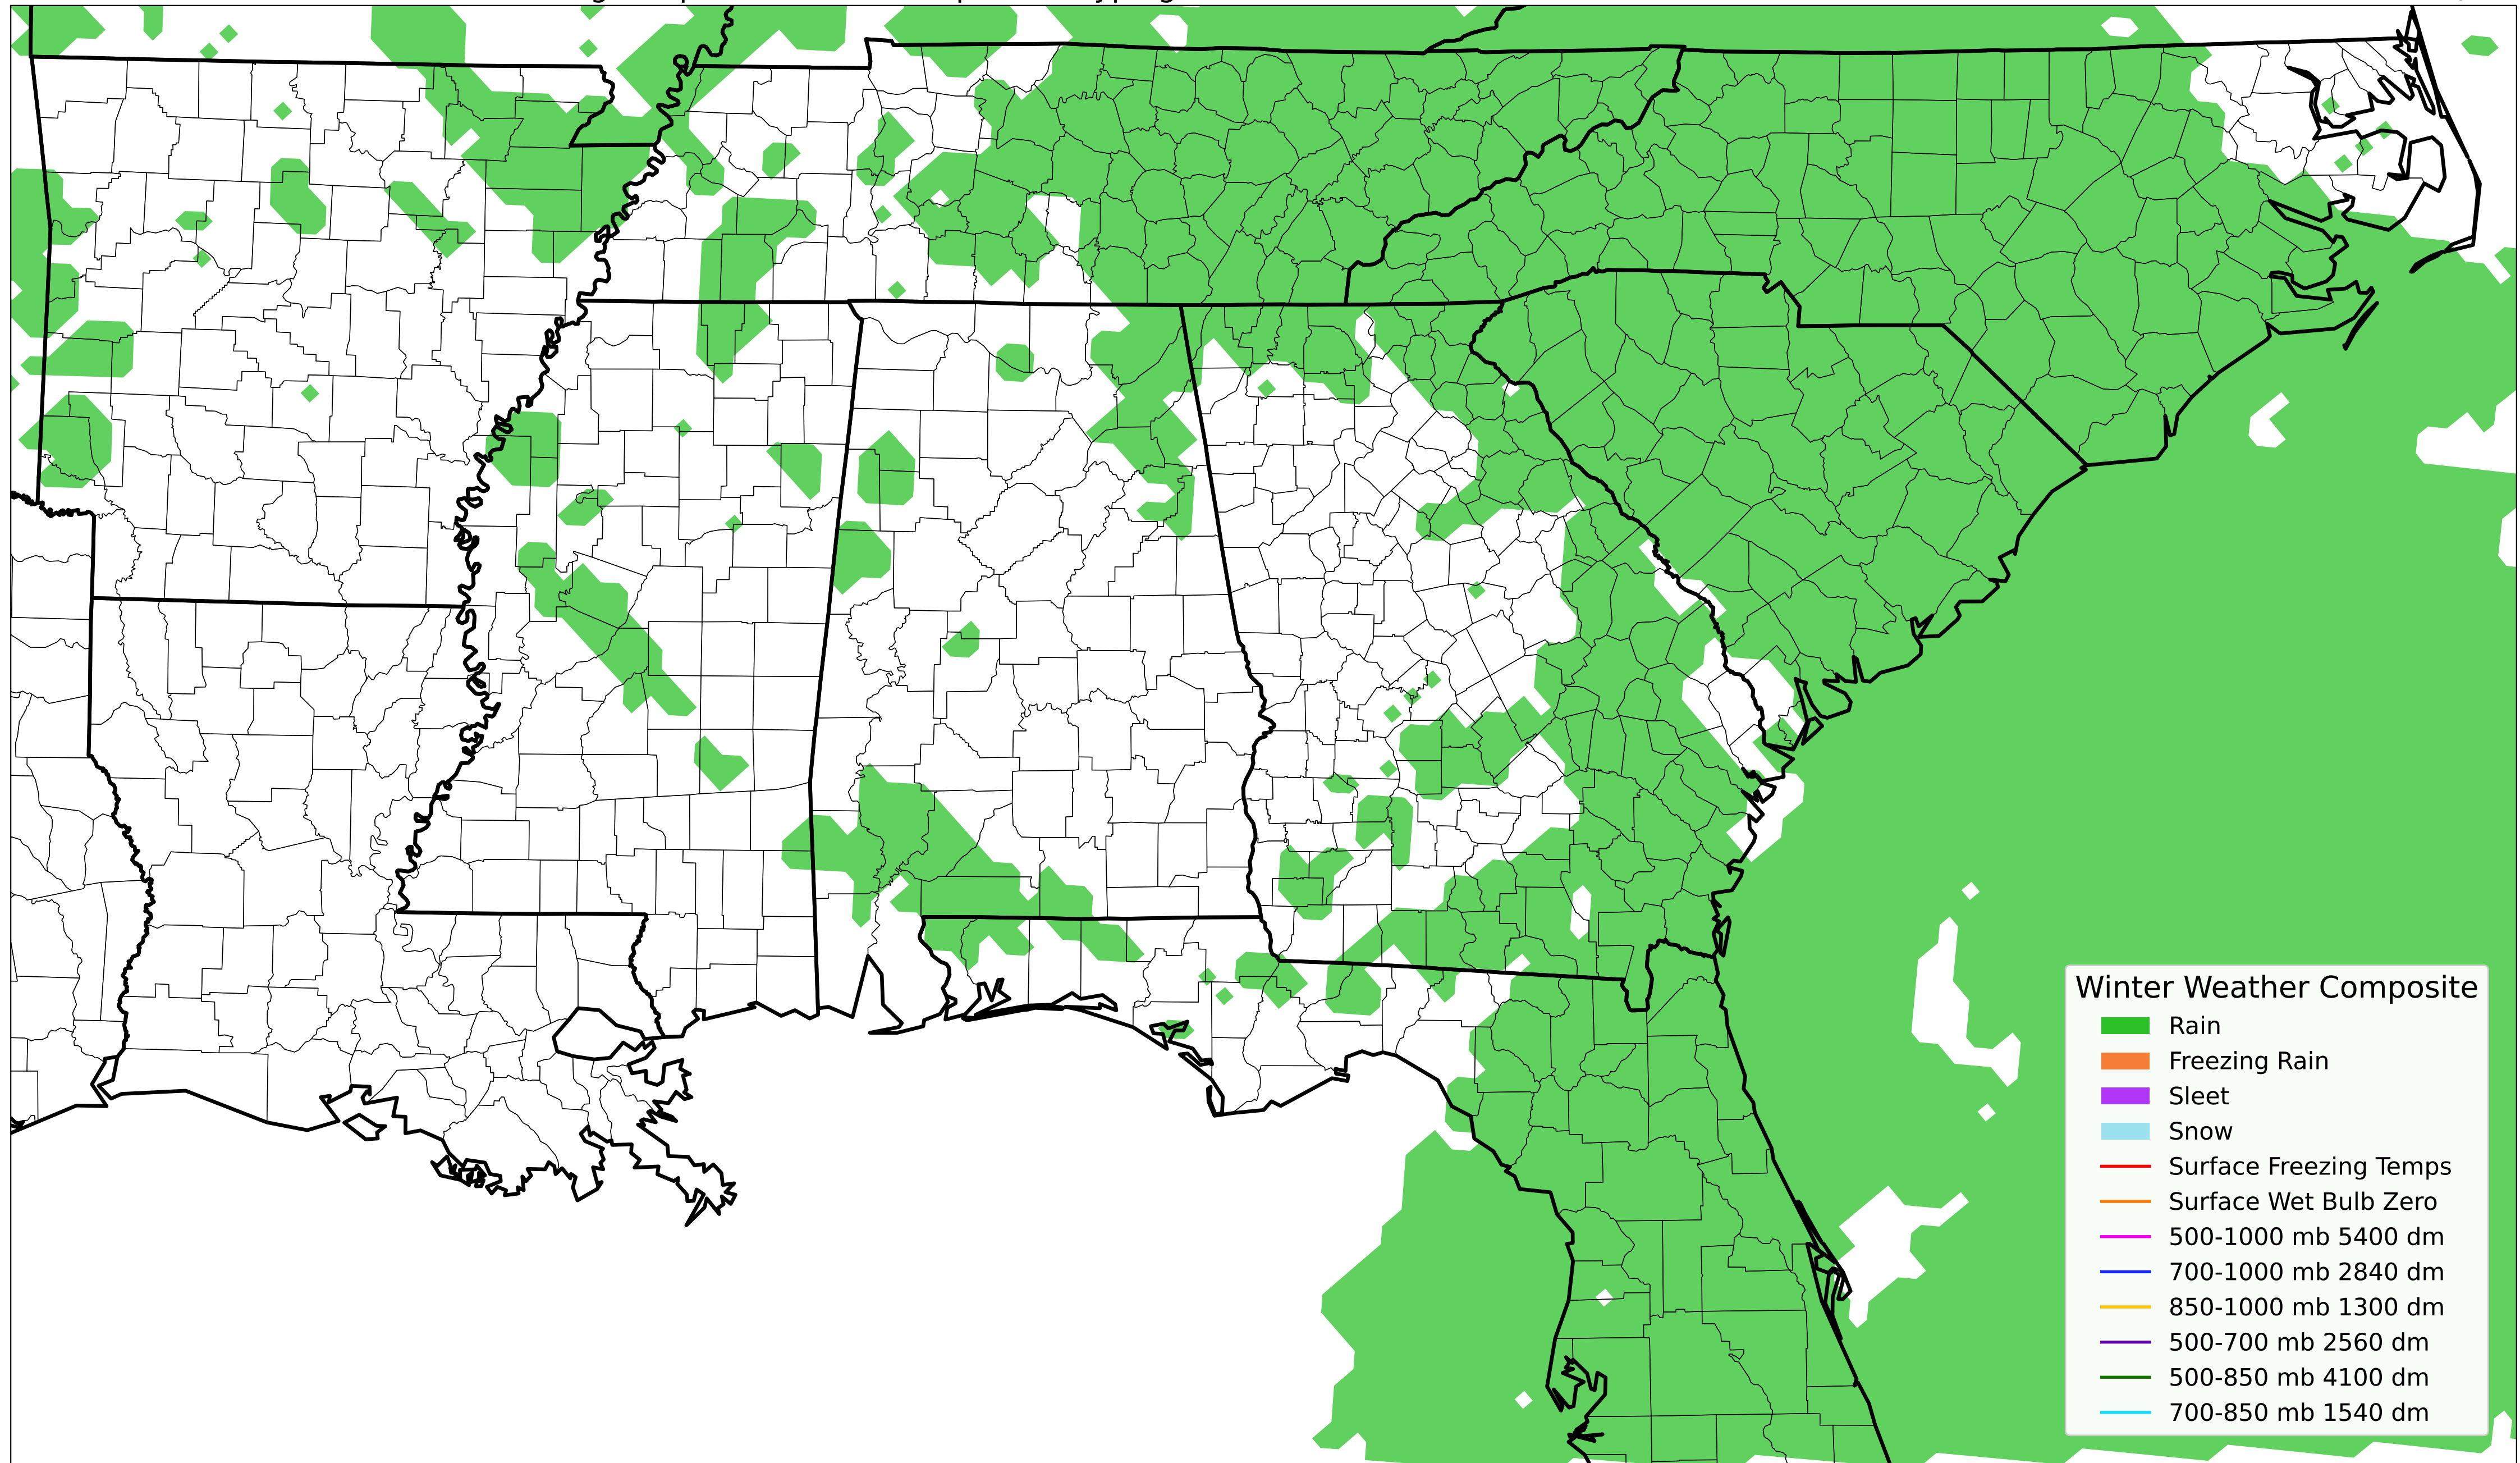 Winter Weather Composite
Rain
Freezing Rain
Sleet
Snow
Surface Freezing Temps
Surface Wet Bulb Zero
500-1000 mb 5400 dm
700-1000 mb 2840 dm
850-1000 mb 1300 dm
500-700 mb 2560 dm
500-850 mb 4100 dm
700-850 mb 1540 dm